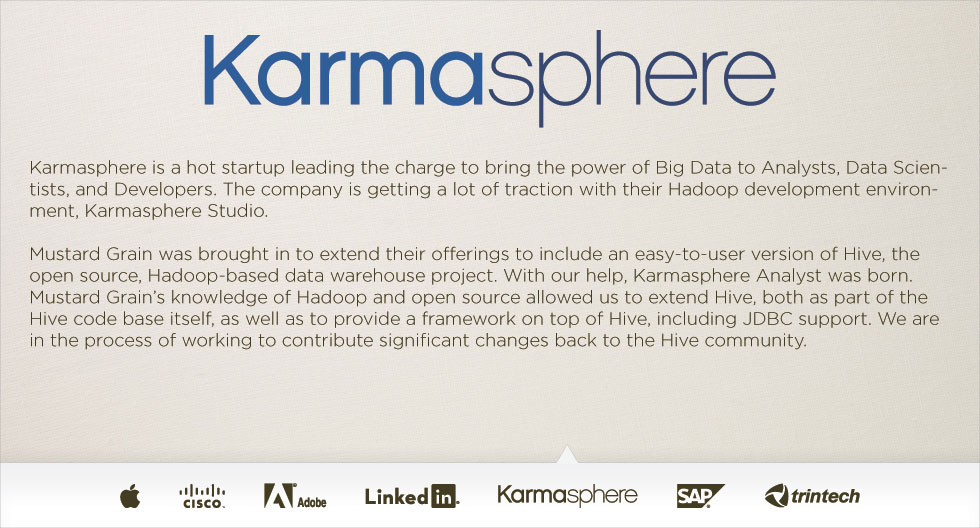 Karmasphere
Karmasphere is a hot startup leading the charge to bring the power of Big Data to Analysts, Data Scien-
tists, and Developers. The company is getting a lot of traction with their Hadoop development environ-
ment, Karmasphere Studio.
Mustard Grain was brought in to extend their offerings to include an easy-to-user version of Hive, the
open source, Hadoop-based data warehouse project. With our help, Karmasphere Analyst was born.
Mustard Grain's knowledge of Hadoop and open source allowed us to extend Hive, both as part of the
Hive code base itself, as well as to provide a framework on top of Hive, including JDBC support. We are
in the process of working to contribute significant changes back to the Hive community.
CISCO. Adobe Linked in. Karmasphere SAP trintech